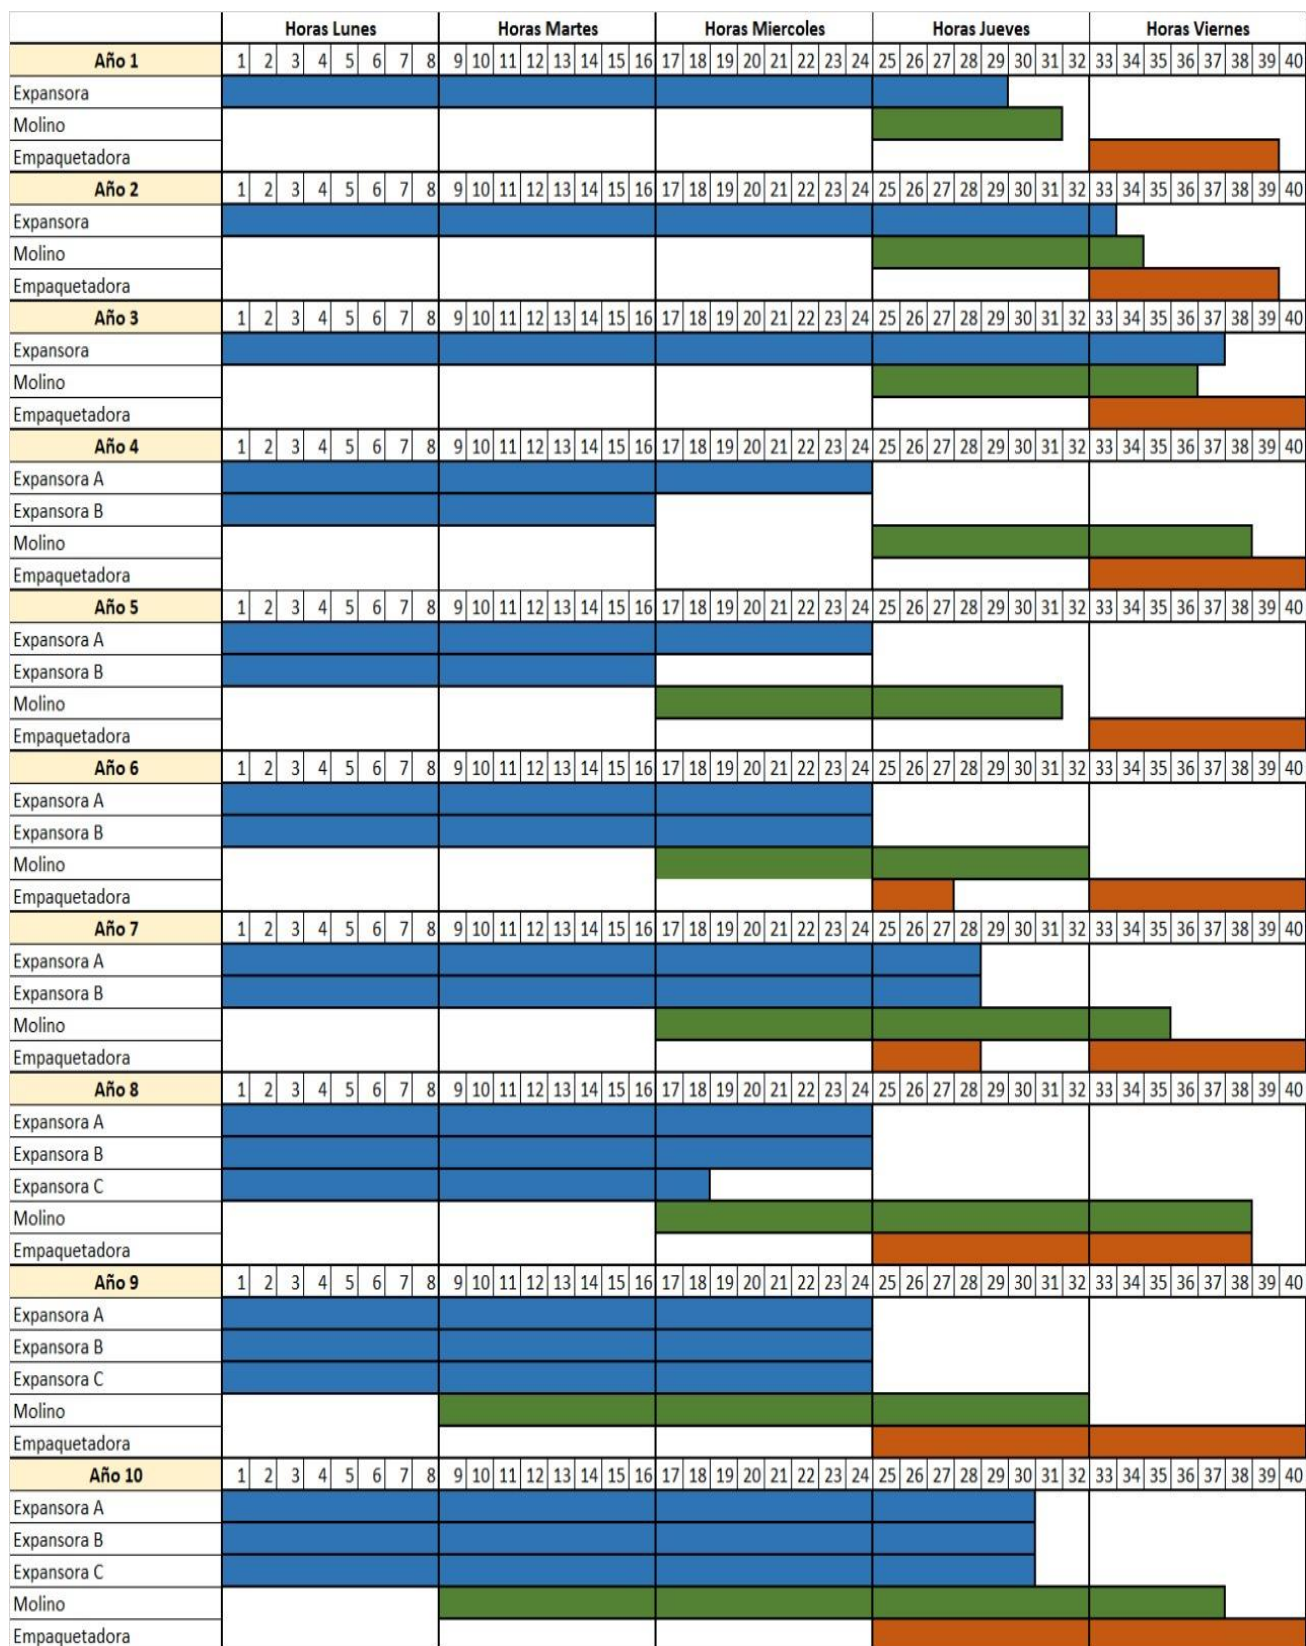 Horas Lunes Horas Martes Horas Miercoles Horas Jueves Horas Viernes
Año 1 1 2 3 4 5 6 7 8 9 10 11 12 13 14 15 16 17 18 19 20 21 22 23 24 25 26 27 28 29 30 31 32 33 34 35 36 37 38 39 40
Expansora
Molino
Empaquetadora
Año 2 1 2 3 4 5 6 7 8 9 10 11 12 13 14 15 16 17 18 19 20 21 22 23 24 25 26 27 28 29 30 31 32 33 34 35 36 37 38 39 40
Expansora
Molino
Empaquetadora
Año 3 1 2 3 4 5 6 7 8 9 10 11 12 13 14 15 16 17 18 19 20 21 22 23 24 25 26 27 28 29 30 31 32 33 34 35 36 37 38 39 40
Expansora
Molino
Empaquetadora
Año 4 1 2 3 4 5 6 7 8 9 10 11 12 13 14 15 16 17 18 19 20 21 22 23 24 25 26 27 28 29 30 31 32 33 34 35 36 37 38 39 40
Expansora A
Expansora B
Molino
Empaquetadora
Año 5 1 2 3 4 5 6 7 8 9 10 11 12 13 14 15 16 17 18 19 20 21 22 23 24 25 26 27 28 29 30 31 32 33 34 35 36 37 38 39 40
Expansora A
Expansora B
Molino
Empaquetadora
Año 6 1 2 3 4 5 6 7 8 9 10 11 12 13 14 15 16 17 18 19 20 21 22 23 24 25 26 27 28 29 30 31 32 33 34 35 36 37 38 39 40
Expansora A
Expansora B
Molino
Empaquetadora
Año 7 1 2 3 4 5 6 7 8 9 10 11 12 13 14 15 16 17 18 19 20 21 22 23 24 25 26 27 28 29 30 31 32 33 34 35 36 37 38 39 40
Expansora A
Expansora B
Molino
Empaquetadora
Año 8 1 2 3 4 5 6 7 8 9 10 11 12 13 14 15 16 17 18 19 20 21 22 23 24 25 26 27 28 29 30 31 32 33 34 35 36 37 38 39 40
Expansora A
Expansora B
Expansora C
Molino
Empaquetadora
Año 9 1 2 3 4 5 6 7 8 9 10 11 12 13 14 15 16 17 18 19 20 21 22 23 24 25 26 27 28 29 30 31 32 33 34 35 36 37 38 39 40
Expansora A
Expansora B
Expansora C
Molino
Empaquetadora
Año 10 1 2 3 4 5 6 7 8 9 10 11 12 13 14 15 16 17 18 19 20 21 22 23 24 25 26 27 28 29 30 31 32 33 34 35 36 37 38 39 40
Expansora A
Expansora B
Expansora C
Molino
Empaquetadora